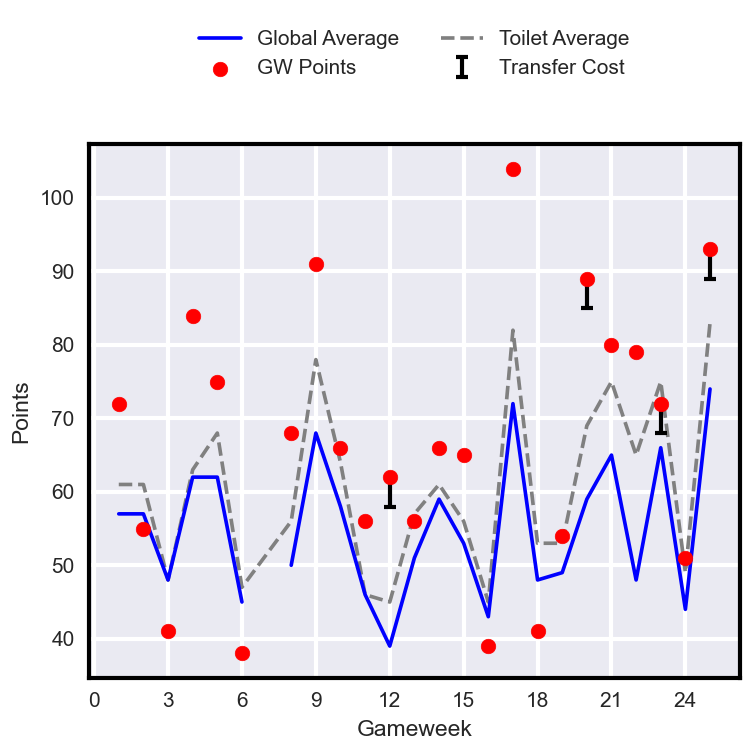 Global Average
Toilet Average
GW Points
Transfer Cost
100
90
80
70
60
50
40
Points
0 3 6 9 12 15 18 21 24
Gameweek